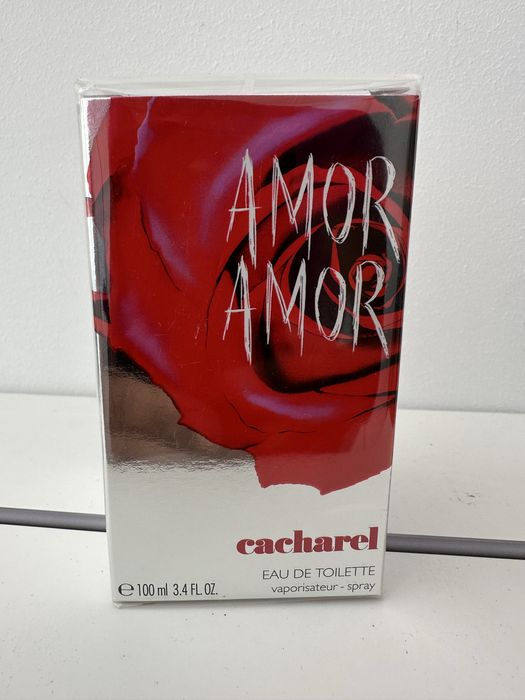 AMOR
AMOR
cacharel
EAU DE TOILETTE
℮ 100 ml 3.4 FL. OZ.
vaporisateur - spray